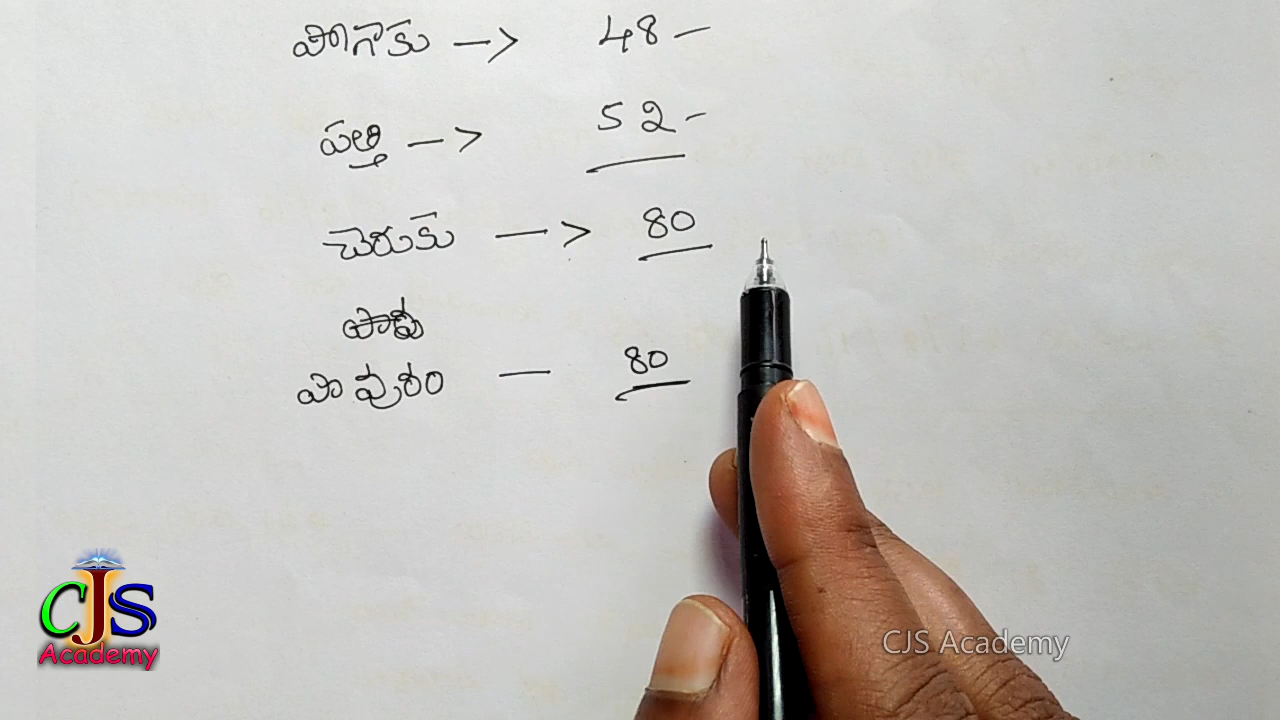 పొగాకు —> 48 -
పత్తి —> 52 -
చెరుకు —> 80
పావురం — 80
CJS
Academy
CJS Academy